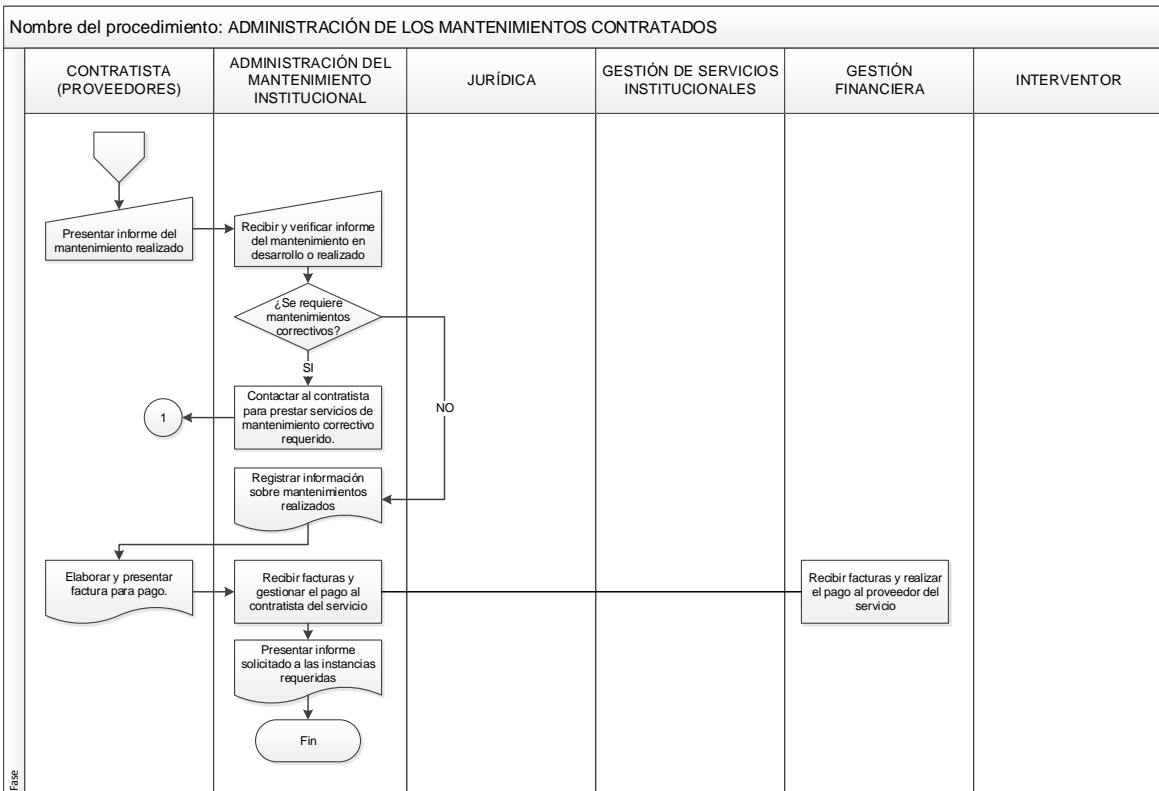 Nombre del procedimiento: ADMINISTRACIÓN DE LOS MANTENIMIENTOS CONTRATADOS
CONTRATISTA
(PROVEEDORES)
ADMINISTRACIÓN DEL
MANTENIMIENTO
INSTITUCIONAL
JURÍDICA
GESTIÓN DE SERVICIOS
INSTITUCIONALES
GESTIÓN
FINANCIERA
INTERVENTOR
Presentar informe del
mantenimiento realizado
Recibir y verificar informe
del mantenimiento en
desarrollo o realizado
¿Se requiere
mantenimientos
correctivos?
SI
NO
Contactar al contratista
para prestar servicios de
mantenimiento correctivo
requerido.
1
Registrar información
sobre mantenimientos
realizados
Elaborar y presentar
factura para pago.
Recibir facturas y
gestionar el pago al
contratista del servicio
Recibir facturas y realizar
el pago al proveedor del
servicio
Presentar informe
solicitado a las instancias
requeridas
Fin
Fase